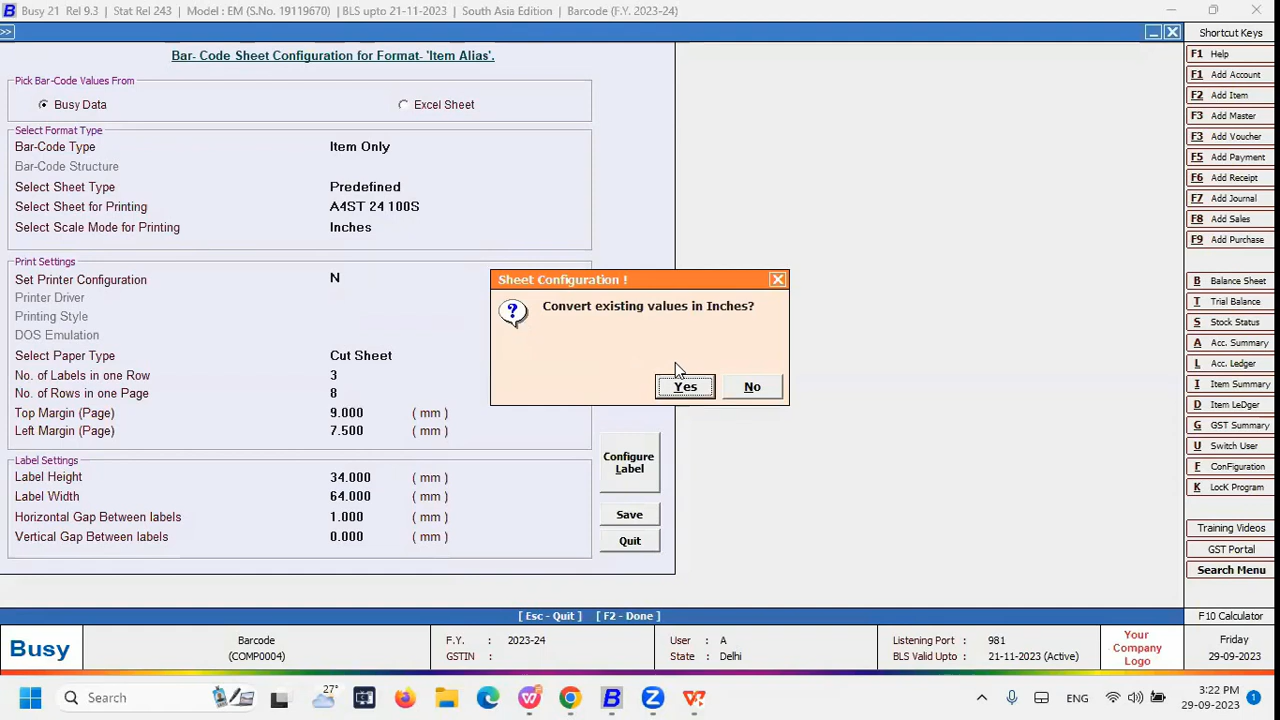 Busy 21 Rel 9.3 | Stat Rel 243 | Model : EM (S.No. 19119670) | BLS upto 21-11-2023 | South Asia Edition | Barcode (F.Y. 2023-24)
>>
Bar- Code Sheet Configuration for Format- 'Item Alias'.
Pick Bar-Code Values From
Busy Data Excel Sheet
Select Format Type
Bar-Code Type Item Only
Bar-Code Structure
Select Sheet Type Predefined
Select Sheet for Printing A4ST 24 100S
Select Scale Mode for Printing Inches
Print Settings
Set Printer Configuration N
Printer Driver
Printing Style
DOS Emulation
Select Paper Type Cut Sheet
No. of Labels in one Row 3
No. of Rows in one Page 8
Top Margin (Page) 9.000 ( mm )
Left Margin (Page) 7.500 ( mm )
Label Settings
Label Height 34.000 ( mm )
Label Width 64.000 ( mm )
Horizontal Gap Between labels 1.000 ( mm )
Vertical Gap Between labels 0.000 ( mm )
Configure
Label
Save
Quit
Sheet Configuration !
? Convert existing values in Inches?
Yes No
Shortcut Keys
F1 Help
F1 Add Account
F2 Add Item
F3 Add Master
F3 Add Voucher
F5 Add Payment
F6 Add Receipt
F7 Add Journal
F8 Add Sales
F9 Add Purchase
B Balance Sheet
T Trial Balance
S Stock Status
A Acc. Summary
L Acc. Ledger
I Item Summary
D Item LeDger
G GST Summary
U Switch User
F ConFiguration
K LocK Program
Training Videos
GST Portal
Search Menu
[ Esc - Quit ] [ F2 - Done ]
F10 Calculator
Busy
Barcode
(COMP0004)
F.Y. : 2023-24
GSTIN :
User : A
State : Delhi
Listening Port : 981
BLS Valid Upto : 21-11-2023 (Active)
Your
Company
Logo
Friday
29-09-2023
Search
27°
ENG
3:22 PM
29-09-2023
1